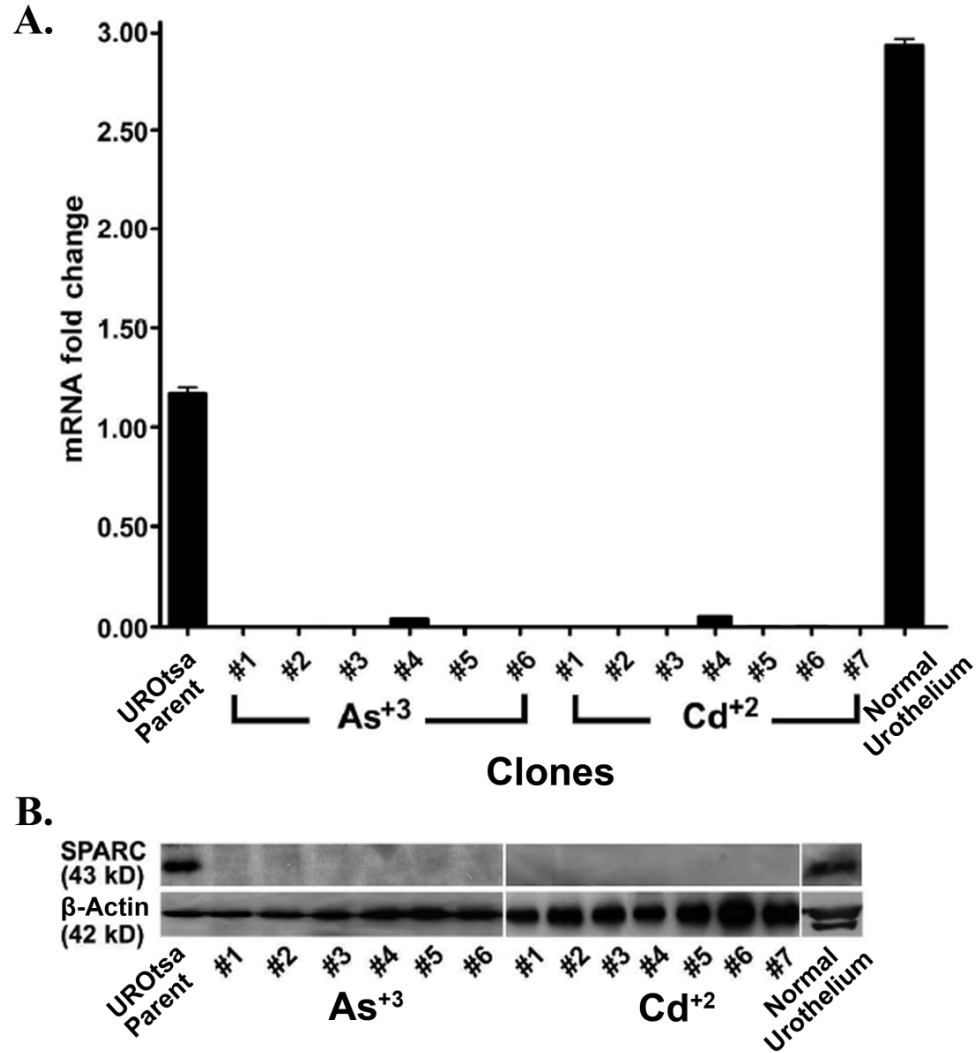 A.
mRNA fold change
3.00
2.50
2.00
1.50
1.00
0.50
0.00
UROtsa
Parent
#1 #2 #3 #4 #5 #6 #1 #2 #3 #4 #5 #6 #7
Normal
Urothelium
As+3 Cd+2
Clones
B.
SPARC
(43 kD)
β-Actin
(42 kD)
UROtsa
Parent
#1 #2 #3 #4 #5 #6 #1 #2 #3 #4 #5 #6 #7
Normal
Urothelium
As+3 Cd+2